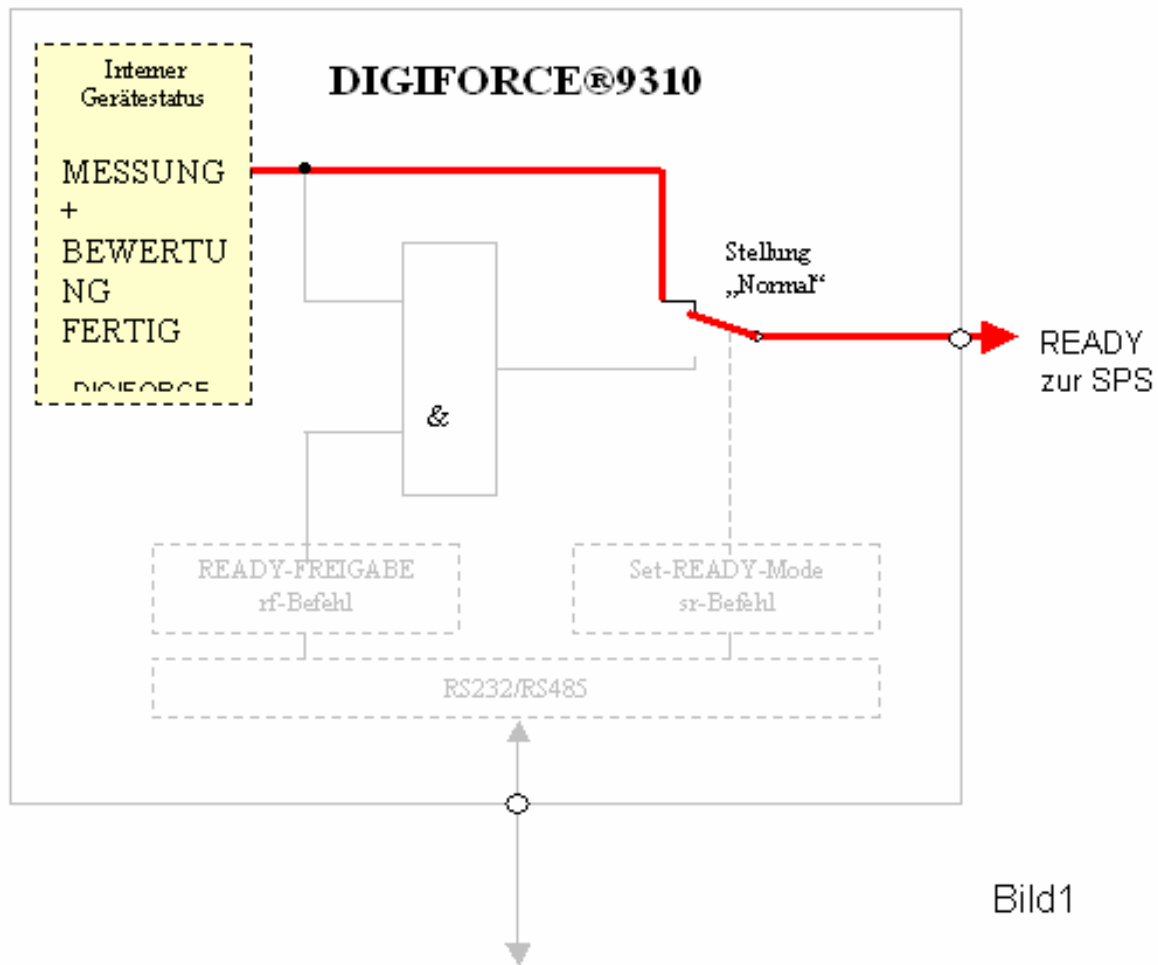 Interner
Gerätestatus
DIGIFORCE®9310
MESSUNG
+
BEWERTU
NG
FERTIG
DIGIFORCE
Stellung
„Normal“
READY
zur SPS
&
READY-FREIGABE
rf-Befehl
Set-READY-Mode
sr-Befehl
RS232/RS485
Bild1